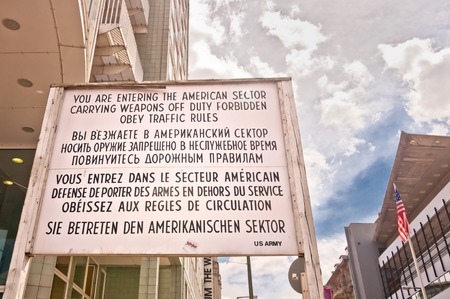 YOU ARE ENTERING THE AMERICAN SECTOR
CARRYING WEAPONS OFF DUTY FORBIDDEN
OBEY TRAFFIC RULES
ВЫ ВЪЕЗЖАЕТЕ В АМЕРИКАНСКИЙ СЕКТОР
НОСИТЬ ОРУЖИЕ ЗАПРЕЩЕНО В НЕСЛУЖЕБНОЕ ВРЕМЯ
ПОВИНУЙТЕСЬ ДОРОЖНЫМ ПРАВИЛАМ
VOUS ENTREZ DANS LE SECTEUR AMÉRICAIN
DEFENSE DE PORTER DES ARMES EN DEHORS DU SERVICE
OBÉISSEZ AUX REGLES DE CIRCULATION
SIE BETRETEN DEN AMERIKANISCHEN SEKTOR
US ARMY